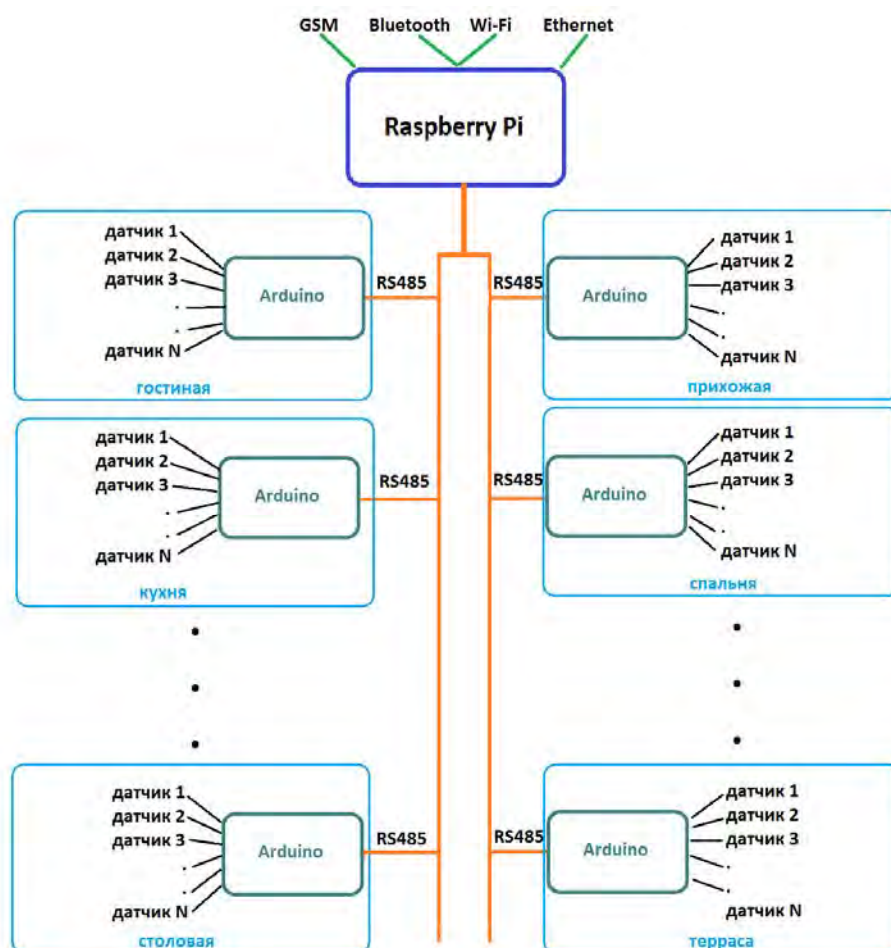 GSM Bluetooth Wi-Fi Ethernet
Raspberry Pi
датчик 1
датчик 2
датчик 3
.
.
датчик N
Arduino
RS485
гостиная
RS485
Arduino
датчик 1
датчик 2
датчик 3
.
.
датчик N
прихожая
датчик 1
датчик 2
датчик 3
.
.
датчик N
Arduino
RS485
кухня
RS485
Arduino
датчик 1
датчик 2
датчик 3
.
.
датчик N
спальня
датчик 1
датчик 2
датчик 3
.
.
датчик N
Arduino
RS485
столовая
RS485
Arduino
датчик 1
датчик 2
датчик 3
.
.
датчик N
терраса